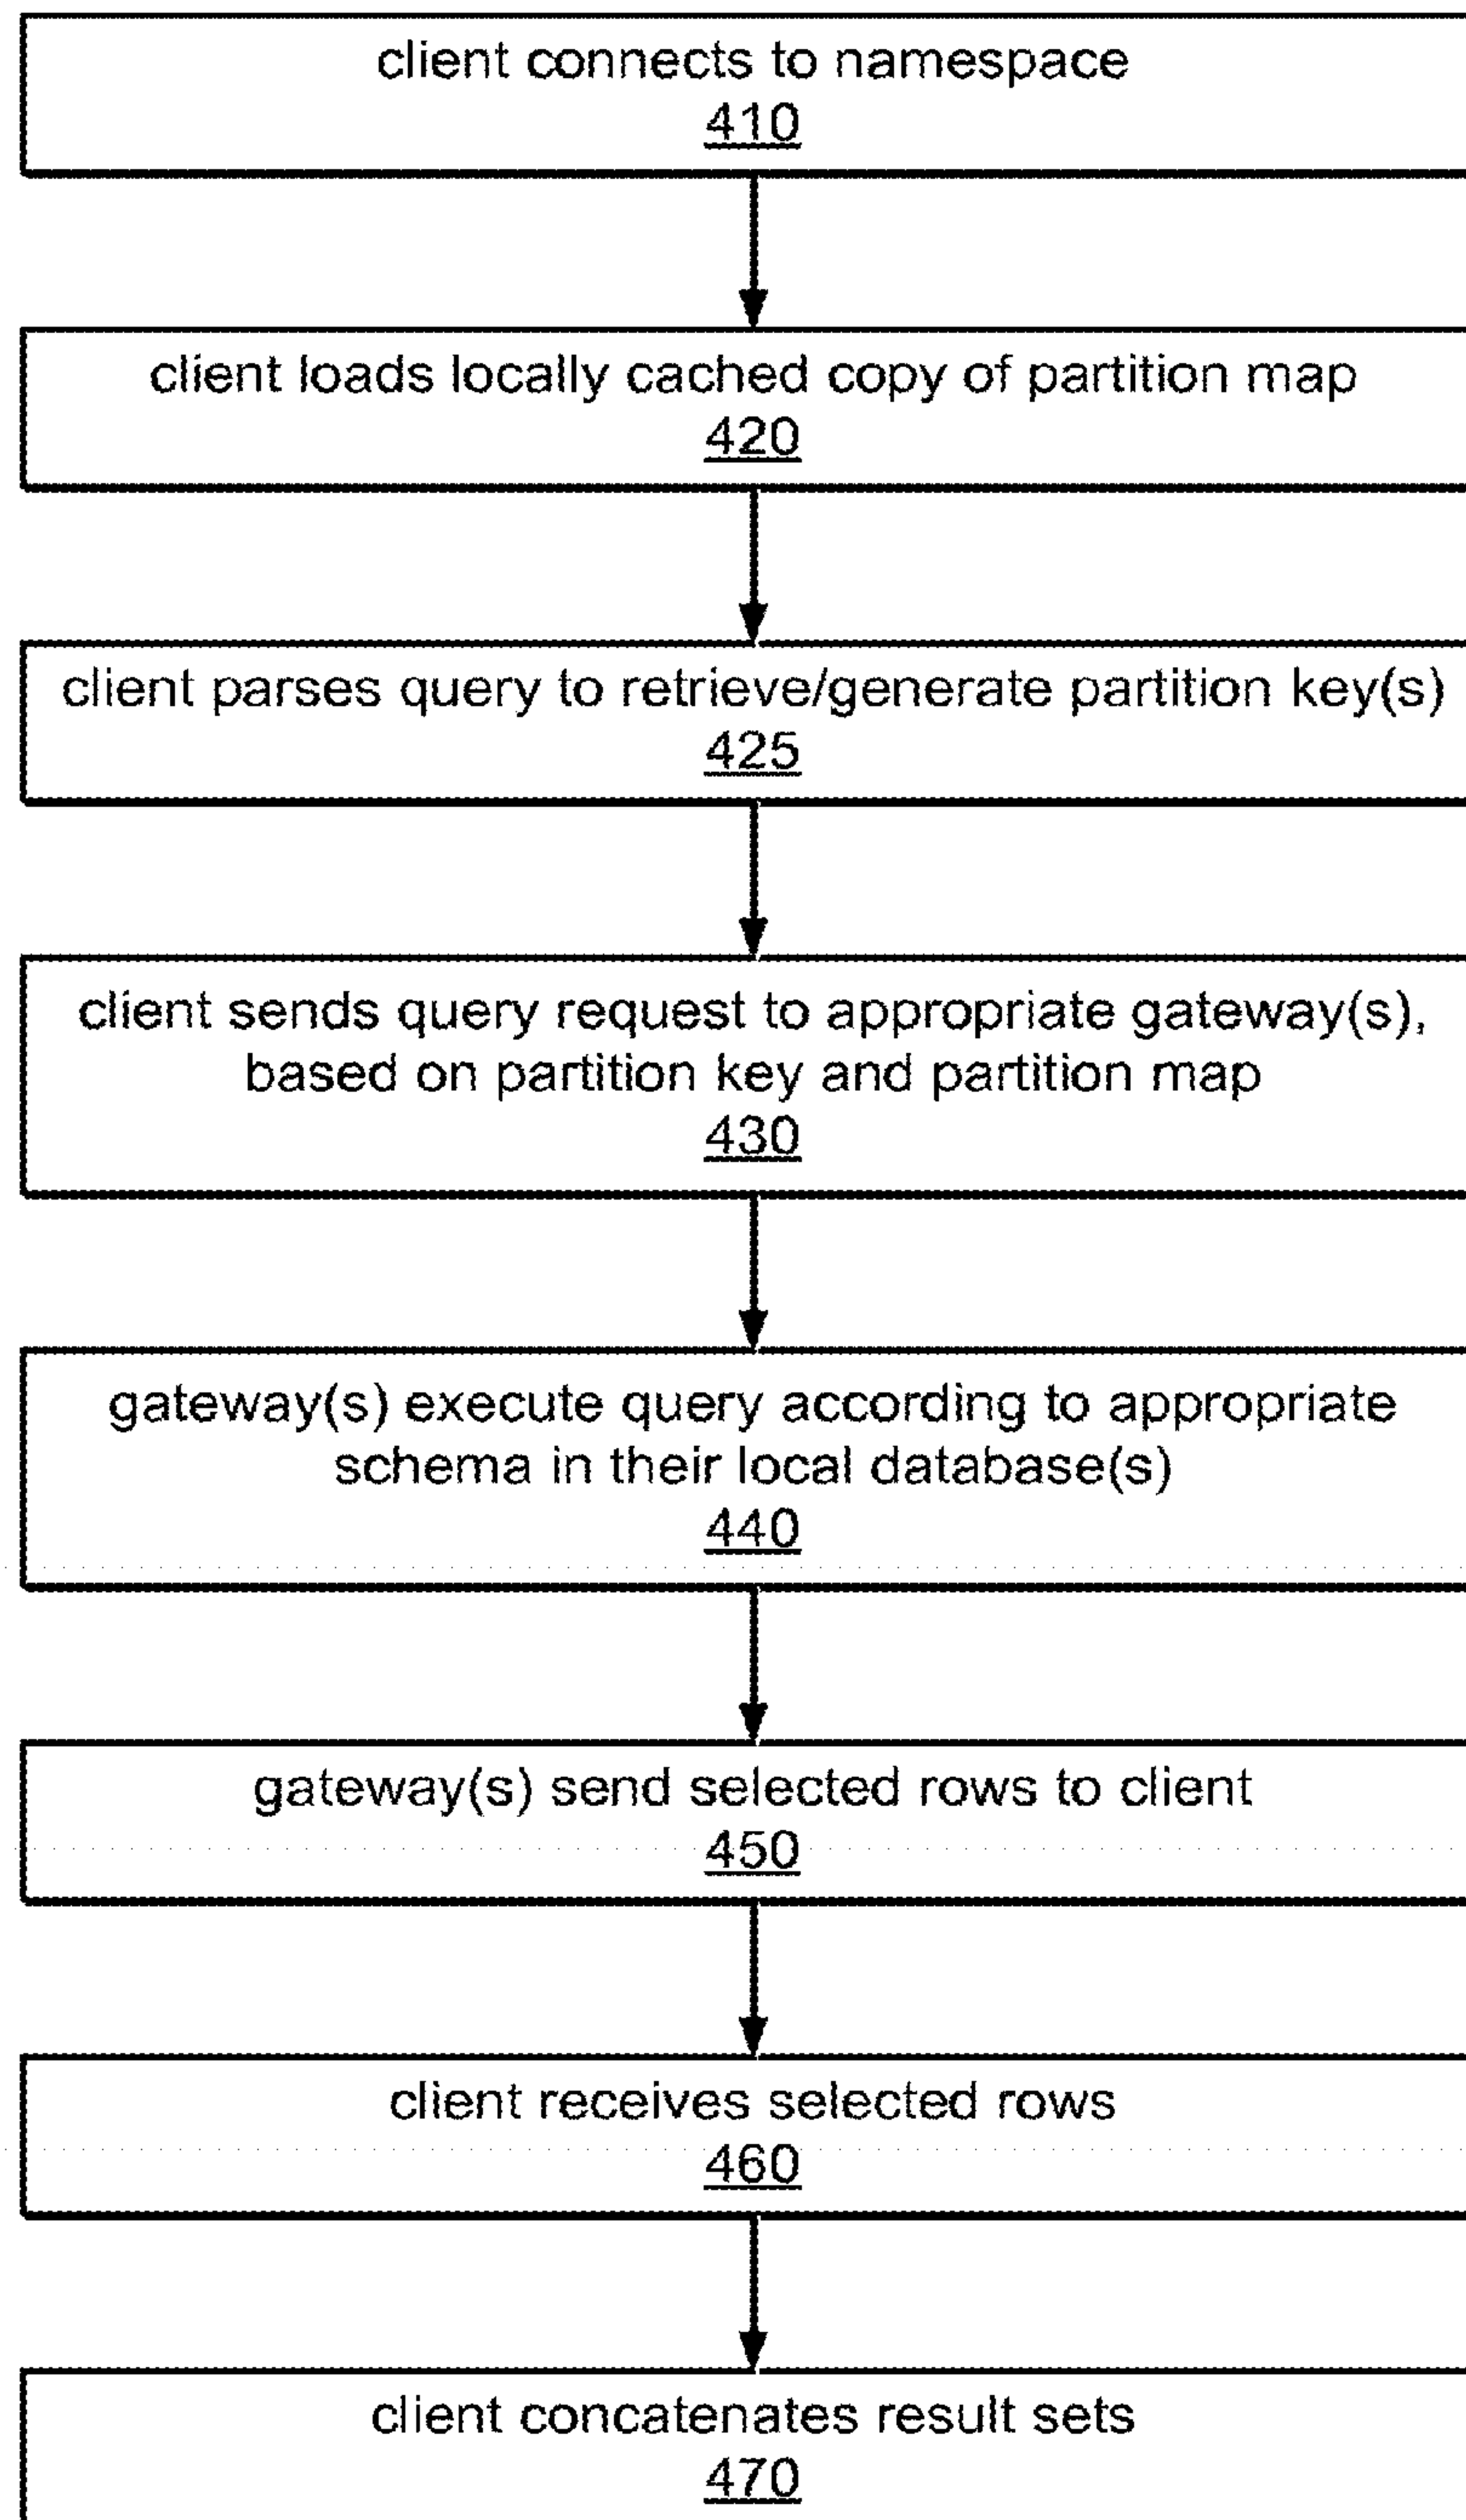 client connects to namespace
410
client loads locally cached copy of partition map
420
client parses query to retrieve/generate partition key(s)
425
client sends query request to appropriate gateway(s),
based on partition key and partition map
430
gateway(s) execute query according to appropriate
schema in their local database(s)
440
gateway(s) send selected rows to client
450
client receives selected rows
460
client concatenates result sets
470